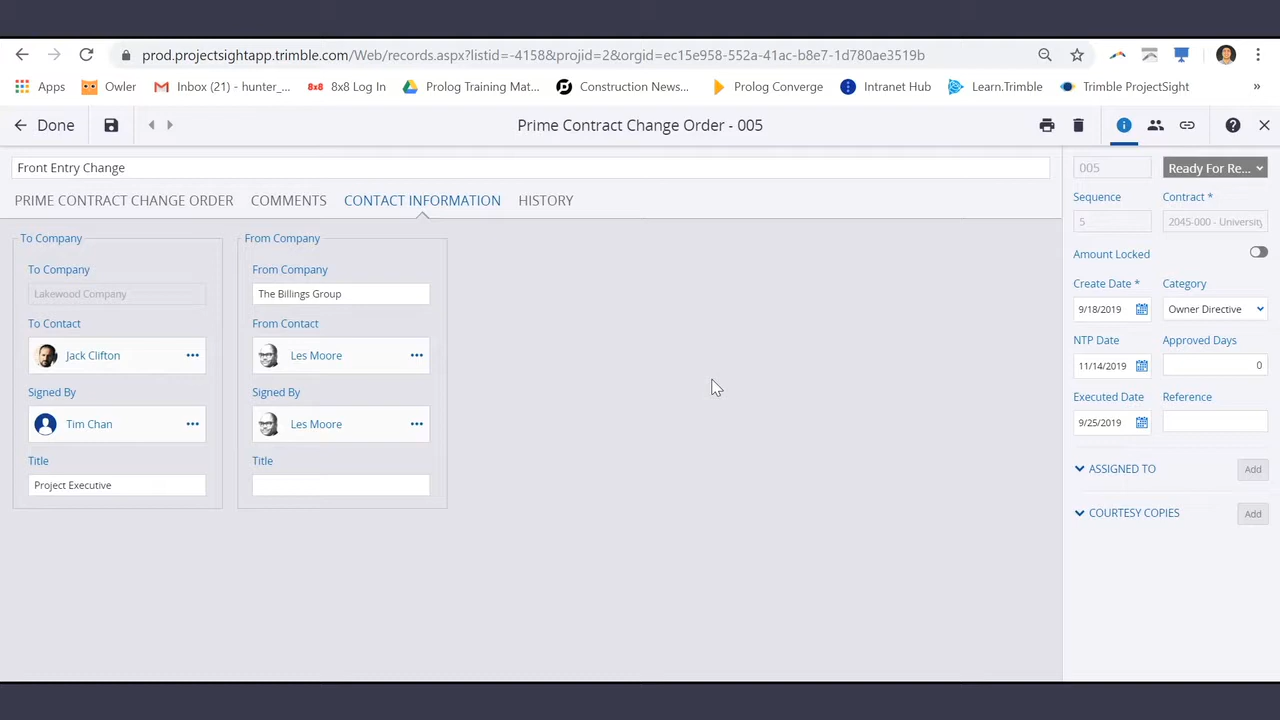 prod.projectsightapp.trimble.com/Web/records.aspx?listid=-4158&projid=2&orgid=ec15e958-552a-41ac-b8e7-1d780ae3519b
Apps Owler Inbox (21) - hunter_... 8x8 8x8 Log In Prolog Training Mat... Construction News... Prolog Converge Intranet Hub Learn.Trimble Trimble ProjectSight »
Done Prime Contract Change Order - 005
Front Entry Change
PRIME CONTRACT CHANGE ORDER COMMENTS CONTACT INFORMATION HISTORY
To Company
To Company
Lakewood Company
To Contact
Jack Clifton
Signed By
Tim Chan
Title
Project Executive
From Company
From Company
The Billings Group
From Contact
Les Moore
Signed By
Les Moore
Title
005 Ready For Re...
Sequence Contract *
5 2045-000 - University
Amount Locked
Create Date * Category
9/18/2019 Owner Directive
NTP Date Approved Days
11/14/2019 0
Executed Date Reference
9/25/2019
ASSIGNED TO Add
COURTESY COPIES Add